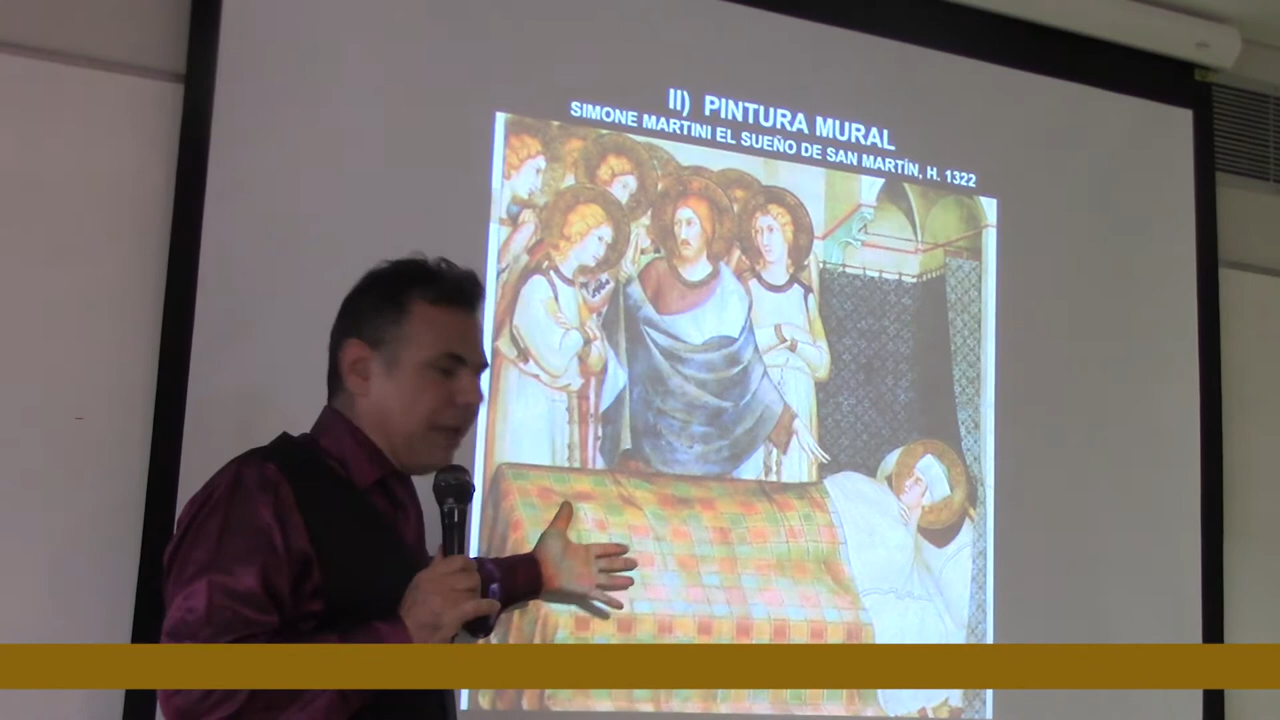 II) PINTURA MURAL
SIMONE MARTINI EL SUEÑO DE SAN MARTÍN, H. 1322